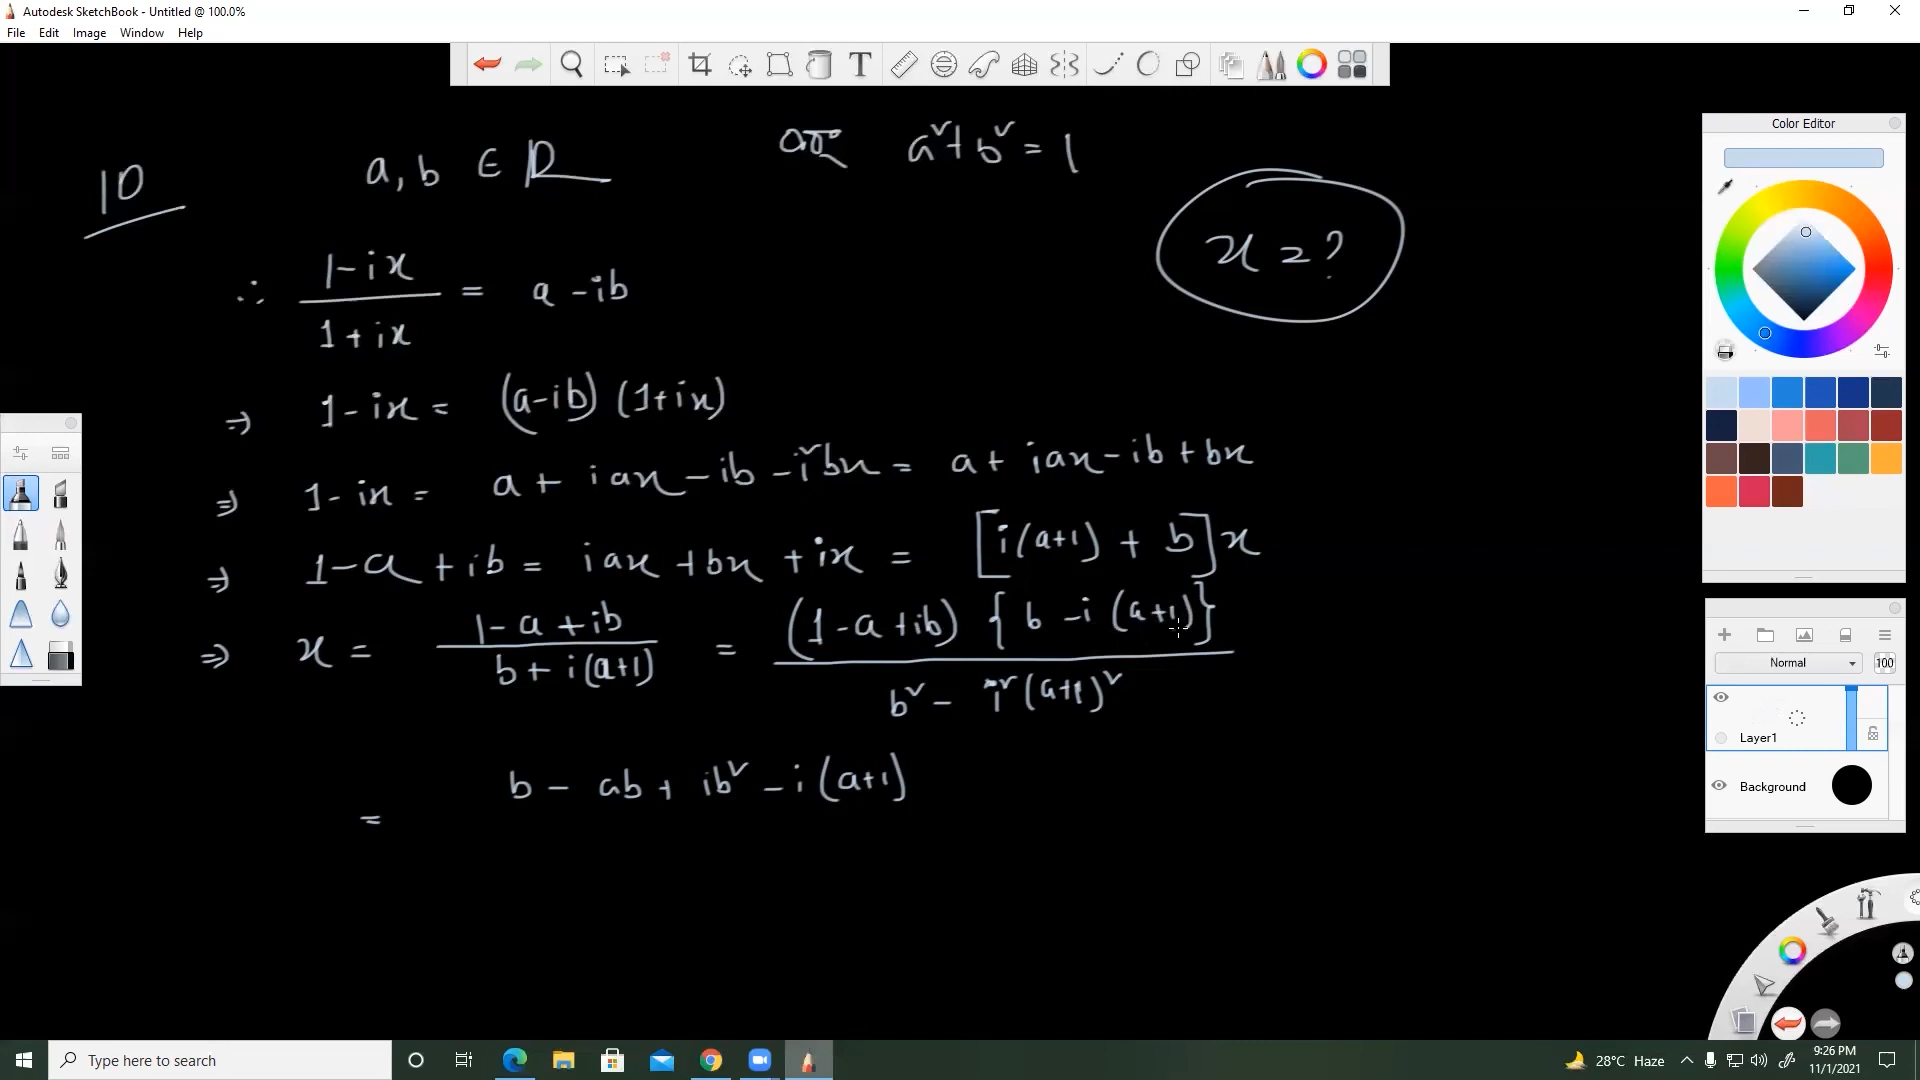 Autodesk SketchBook - Untitled @ 100.0%
File Edit Image Window Help
Color Editor
10
a, b ∈ R এবং a² + b² = 1
x = ?
∴ (1 - ix)/(1 + ix) = a - ib
⇒ 1 - ix = (a - ib) (1 + ix)
⇒ 1 - ix = a + iax - ib - i²bx = a + iax - ib + bx
⇒ 1 - a + ib = iax + bx + ix = [i(a+1) + b]x
⇒ x = (1 - a + ib)/(b + i(a+1)) = (1 - a + ib) {b - i(a+1)}/(b² - i²(a+1)²)
= b - ab + ib² - i(a+1)
Normal
100
Layer1
Background
Type here to search
28°C Haze
9:26 PM
11/1/2021